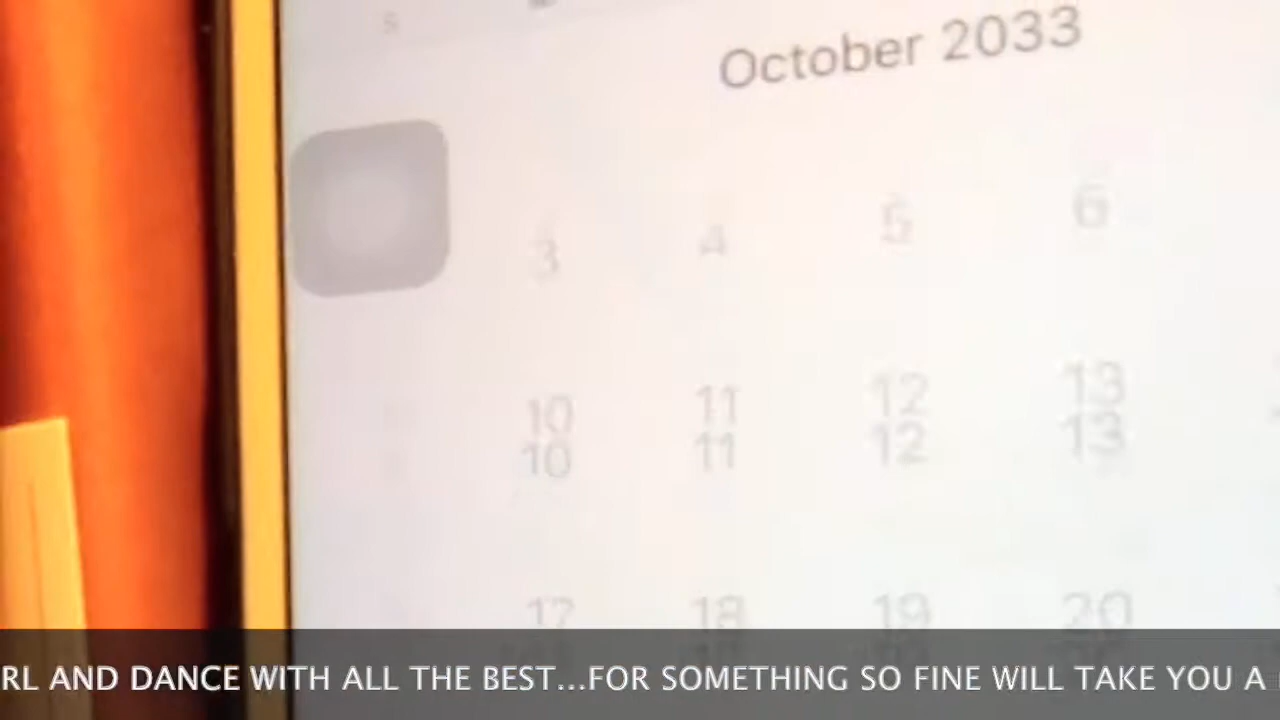 S
October 2033
3 4 5 6
10 11 12 13
10 11 12 13
17 18 19 20
RL AND DANCE WITH ALL THE BEST...FOR SOMETHING SO FINE WILL TAKE YOU A